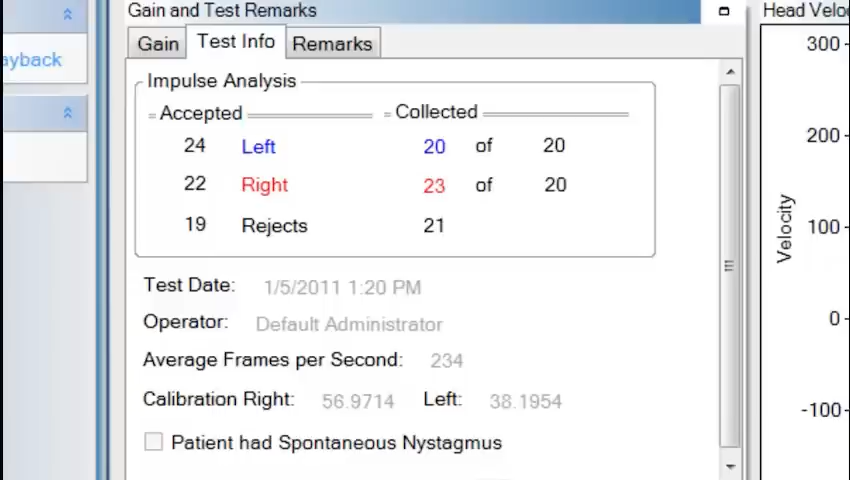 Gain and Test Remarks
Head Velo
Gain Test Info Remarks
ayback
Impulse Analysis
Accepted Collected
24 Left 20 of 20
22 Right 23 of 20
19 Rejects 21
Test Date: 1/5/2011 1:20 PM
Operator: Default Administrator
Average Frames per Second: 234
Calibration Right: 56.9714 Left: 38.1954
Patient had Spontaneous Nystagmus
Velocity
300
200
100
0
-100